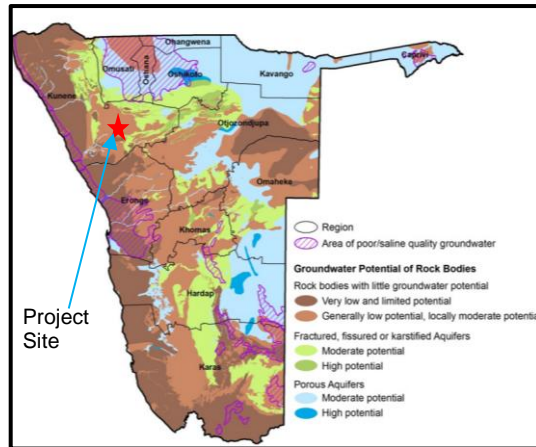 Ohangwena
Omusati
Oshana
Oshikoto
Kavango
Caprivi
Kunene
Otjozondjupa
Omaheke
Erongo
Khomas
Hardap
Karas
Project
Site
Region
Area of poor/saline quality groundwater
Groundwater Potential of Rock Bodies
Rock bodies with little groundwater potential
Very low and limited potential
Generally low potential, locally moderate potential
Fractured, fissured or karstified Aquifers
Moderate potential
High potential
Porous Aquifers
Moderate potential
High potential